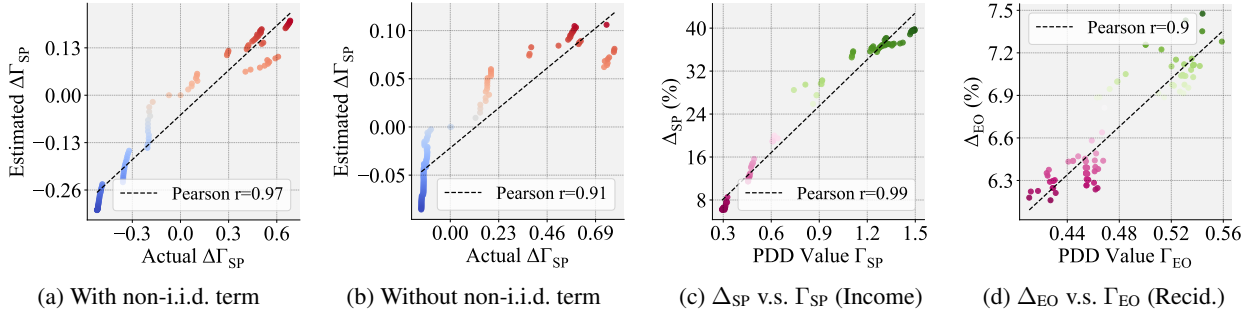 Estimated ΔΓSP
0.13
0.00
−0.13
−0.26
−0.3
0.0
0.3
0.6
Actual ΔΓSP
Pearson r=0.97
(a) With non-i.i.d. term
Estimated ΔΓSP
0.10
0.05
0.00
−0.05
0.00
0.23
0.46
0.69
Actual ΔΓSP
Pearson r=0.91
(b) Without non-i.i.d. term
ΔSP (%)
40
32
24
16
8
0.3
0.6
0.9
1.2
1.5
PDD Value ΓSP
Pearson r=0.99
(c) ΔSP v.s. ΓSP (Income)
ΔEO (%)
7.5
7.2
6.9
6.6
6.3
0.44
0.48
0.52
0.56
PDD Value ΓEO
Pearson r=0.9
(d) ΔEO v.s. ΓEO (Recid.)